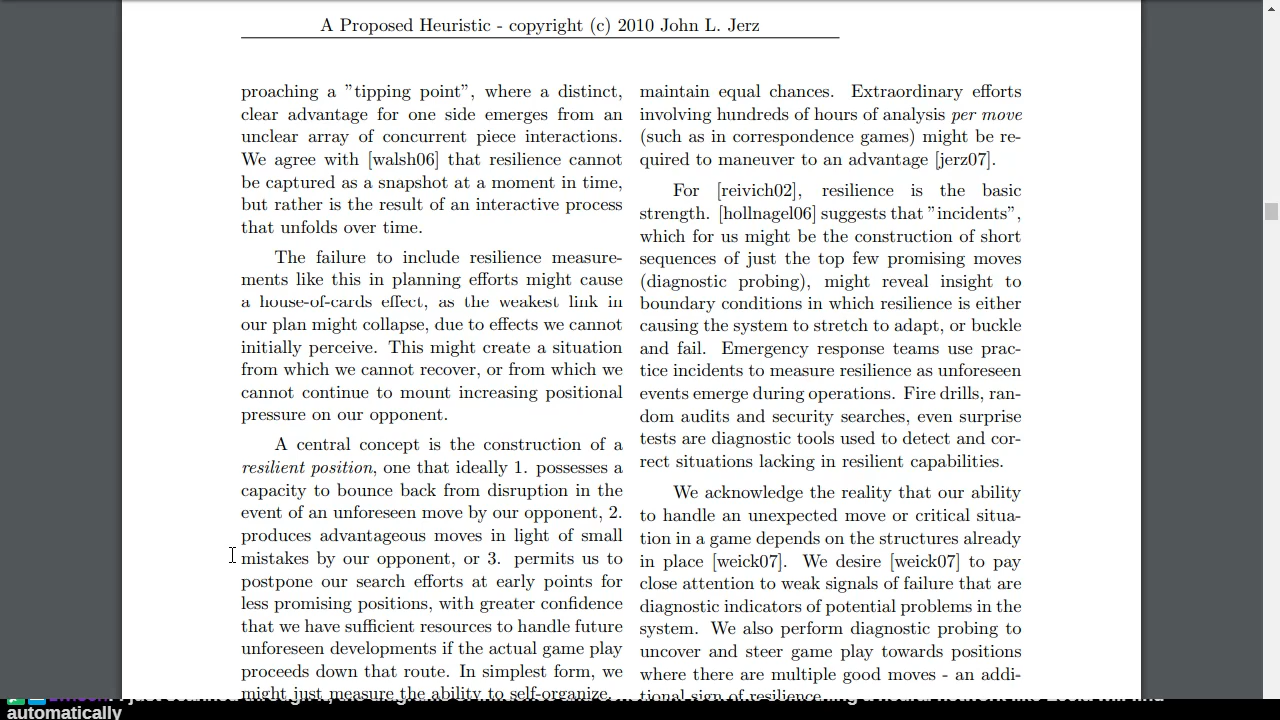 A Proposed Heuristic - copyright (c) 2010 John L. Jerz
proaching a ”tipping point”, where a distinct,
clear advantage for one side emerges from an
unclear array of concurrent piece interactions.
We agree with [walsh06] that resilience cannot
be captured as a snapshot at a moment in time,
but rather is the result of an interactive process
that unfolds over time.
The failure to include resilience measure-
ments like this in planning efforts might cause
a house-of-cards effect, as the weakest link in
our plan might collapse, due to effects we cannot
initially perceive. This might create a situation
from which we cannot recover, or from which we
cannot continue to mount increasing positional
pressure on our opponent.
A central concept is the construction of a
resilient position, one that ideally 1. possesses a
capacity to bounce back from disruption in the
event of an unforeseen move by our opponent, 2.
produces advantageous moves in light of small
mistakes by our opponent, or 3. permits us to
postpone our search efforts at early points for
less promising positions, with greater confidence
that we have sufficient resources to handle future
unforeseen developments if the actual game play
proceeds down that route. In simplest form, we
might just measure the ability to self-organize.
maintain equal chances. Extraordinary efforts
involving hundreds of hours of analysis per move
(such as in correspondence games) might be re-
quired to maneuver to an advantage [jerz07].
For [reivich02], resilience is the basic
strength. [hollnagel06] suggests that ”incidents”,
which for us might be the construction of short
sequences of just the top few promising moves
(diagnostic probing), might reveal insight to
boundary conditions in which resilience is either
causing the system to stretch to adapt, or buckle
and fail. Emergency response teams use prac-
tice incidents to measure resilience as unforeseen
events emerge during operations. Fire drills, ran-
dom audits and security searches, even surprise
tests are diagnostic tools used to detect and cor-
rect situations lacking in resilient capabilities.
We acknowledge the reality that our ability
to handle an unexpected move or critical situa-
tion in a game depends on the structures already
in place [weick07]. We desire [weick07] to pay
close attention to weak signals of failure that are
diagnostic indicators of potential problems in the
system. We also perform diagnostic probing to
uncover and steer game play towards positions
where there are multiple good moves - an addi-
tional sign of resilience.
automatically